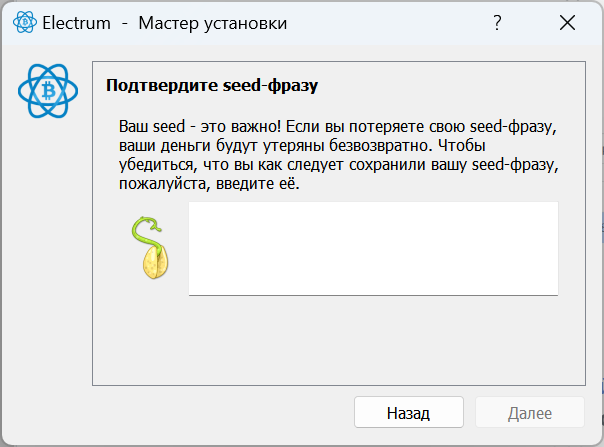 Electrum - Мастер установки
Подтвердите seed-фразу
Ваш seed - это важно! Если вы потеряете свою seed-фразу,
ваши деньги будут утеряны безвозвратно. Чтобы
убедиться, что вы как следует сохранили вашу seed-фразу,
пожалуйста, введите её.
Назад
Далее